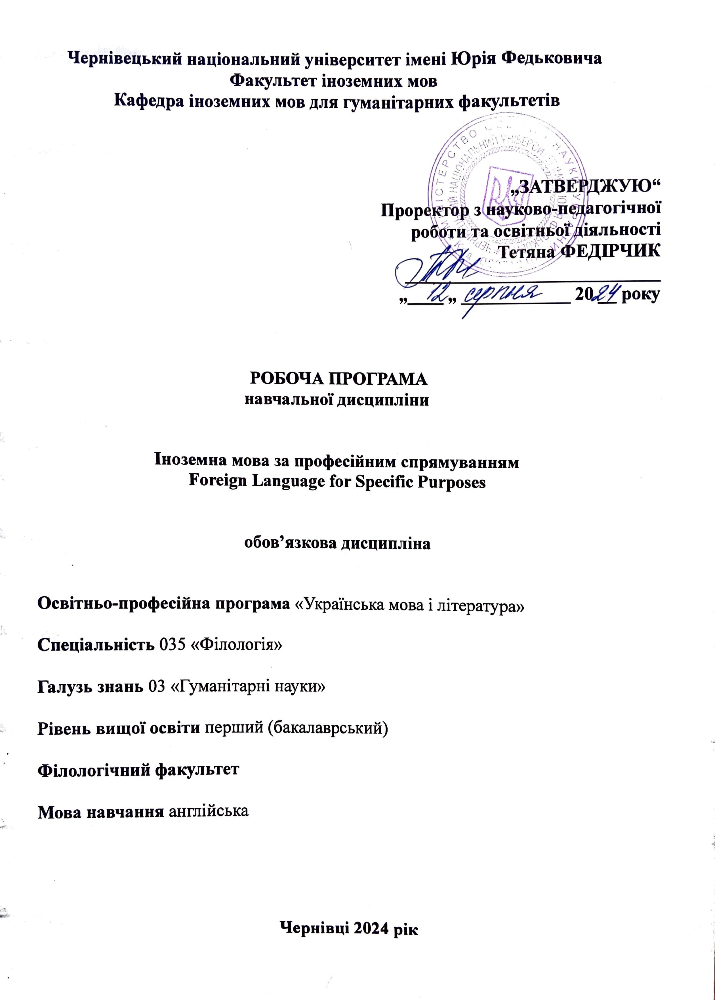 Чернівецький національний університет імені Юрія Федьковича
Факультет іноземних мов
Кафедра іноземних мов для гуманітарних факультетів
„ЗАТВЕРДЖУЮ“
Проректор з науково-педагогічної
роботи та освітньої діяльності
Тетяна ФЕДІРЧИК
„ 12 „ серпня 2024 року
РОБОЧА ПРОГРАМА
навчальної дисципліни
Іноземна мова за професійним спрямуванням
Foreign Language for Specific Purposes
обов’язкова дисципліна
Освітньо-професійна програма «Українська мова і література»
Спеціальність 035 «Філологія»
Галузь знань 03 «Гуманітарні науки»
Рівень вищої освіти перший (бакалаврський)
Філологічний факультет
Мова навчання англійська
Чернівці 2024 рік